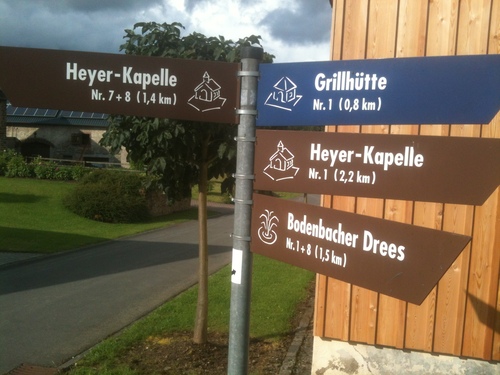 Heyer-Kapelle
Nr. 7+8 (1,4 km)
Grillhütte
Nr. 1 (0,8 km)
Heyer-Kapelle
Nr. 1 (2,2 km)
Bodenbacher Drees
Nr. 1+8 (1,5 km)